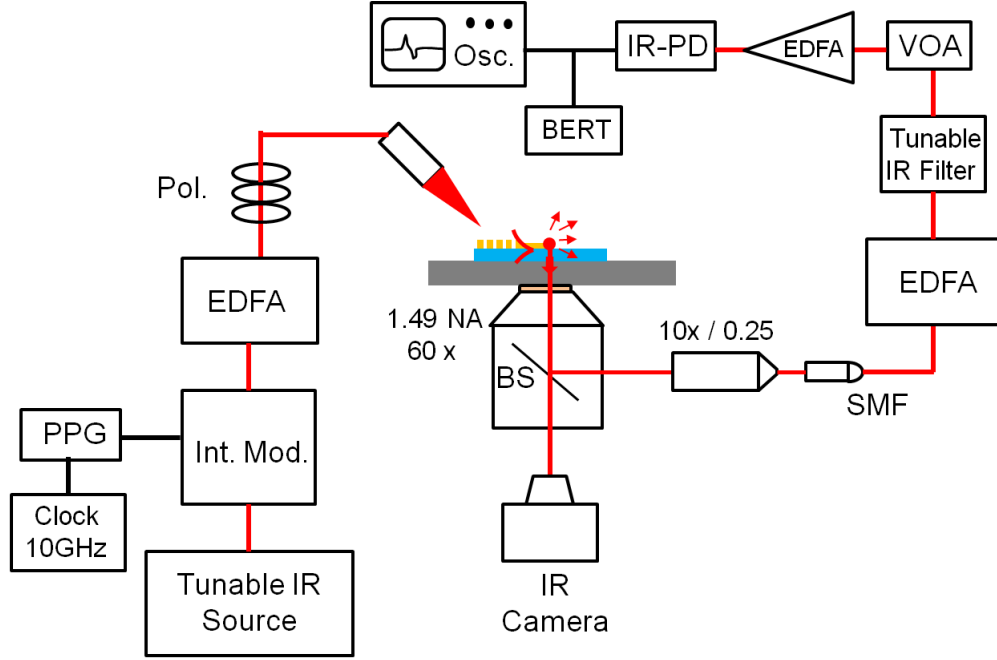 Osc.
IR-PD
EDFA
VOA
BERT
Tunable
IR Filter
Pol.
EDFA
EDFA
1.49 NA
60 x
10x / 0.25
BS
SMF
PPG
Int. Mod.
Clock
10GHz
Tunable IR
Source
IR
Camera